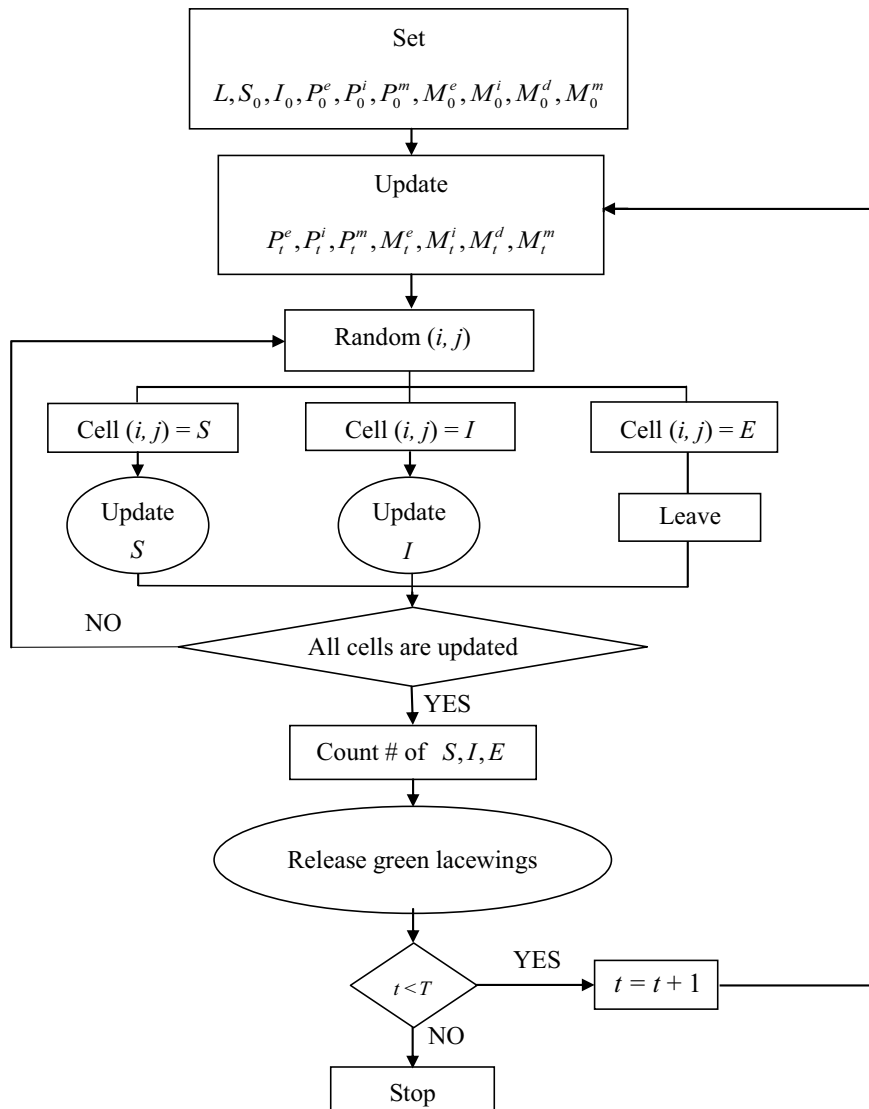 Set
L, S_0, I_0, P_0^e, P_0^i, P_0^m, M_0^e, M_0^i, M_0^d, M_0^m
Update
P_t^e, P_t^i, P_t^m, M_t^e, M_t^i, M_t^d, M_t^m
Random (i, j)
Cell (i, j) = S
Cell (i, j) = I
Cell (i, j) = E
Update
S
Update
I
Leave
NO
All cells are updated
YES
Count # of S, I, E
Release green lacewings
t < T
YES
t = t + 1
NO
Stop